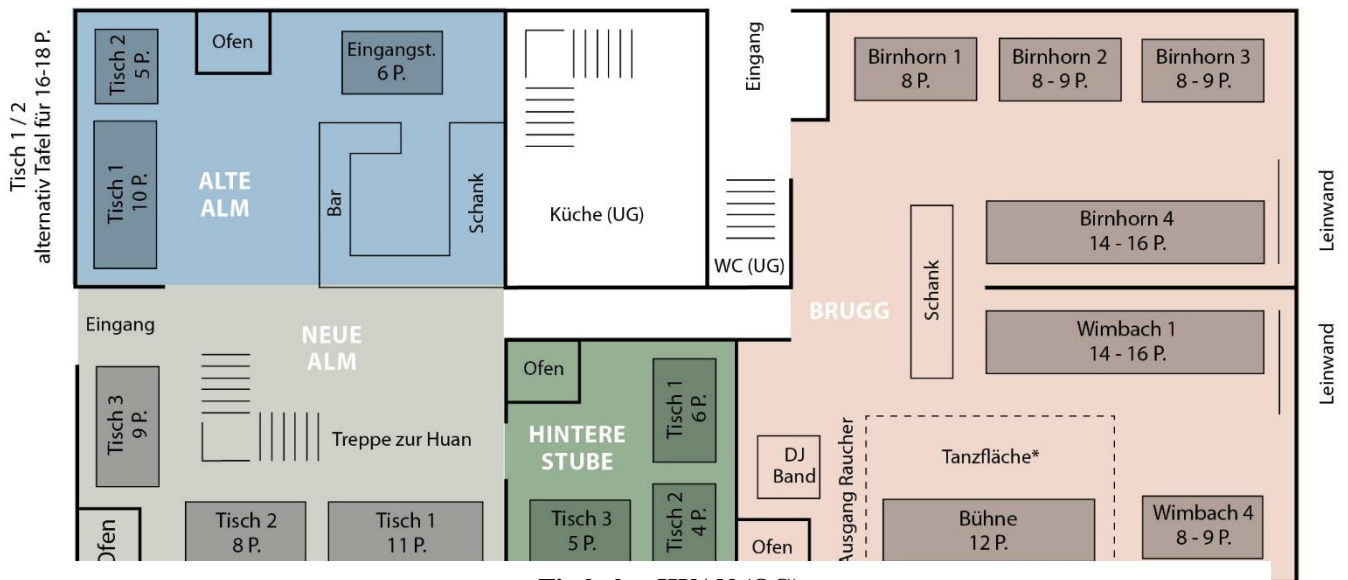 Tisch 1 / 2
alternativ Tafel für 16-18 P.
Tisch 2
5 P.
Ofen
Eingangst.
6 P.
Tisch 1
10 P.
ALTE
ALM
Bar
Schank
Küche (UG)
Eingang
WC (UG)
Birnhorn 1
8 P.
Birnhorn 2
8 - 9 P.
Birnhorn 3
8 - 9 P.
Birnhorn 4
14 - 16 P.
Leinwand
BRUGG
Schank
Wimbach 1
14 - 16 P.
Leinwand
Eingang
NEUE
ALM
Tisch 3
9 P.
Treppe zur Huan
Ofen
Tisch 2
8 P.
Tisch 1
11 P.
Ofen
HINTERE
STUBE
Tisch 1
6 P.
Tisch 2
4 P.
Tisch 3
5 P.
DJ
Band
Ofen
Ausgang Raucher
Tanzfläche*
Bühne
12 P.
Wimbach 4
8 - 9 P.